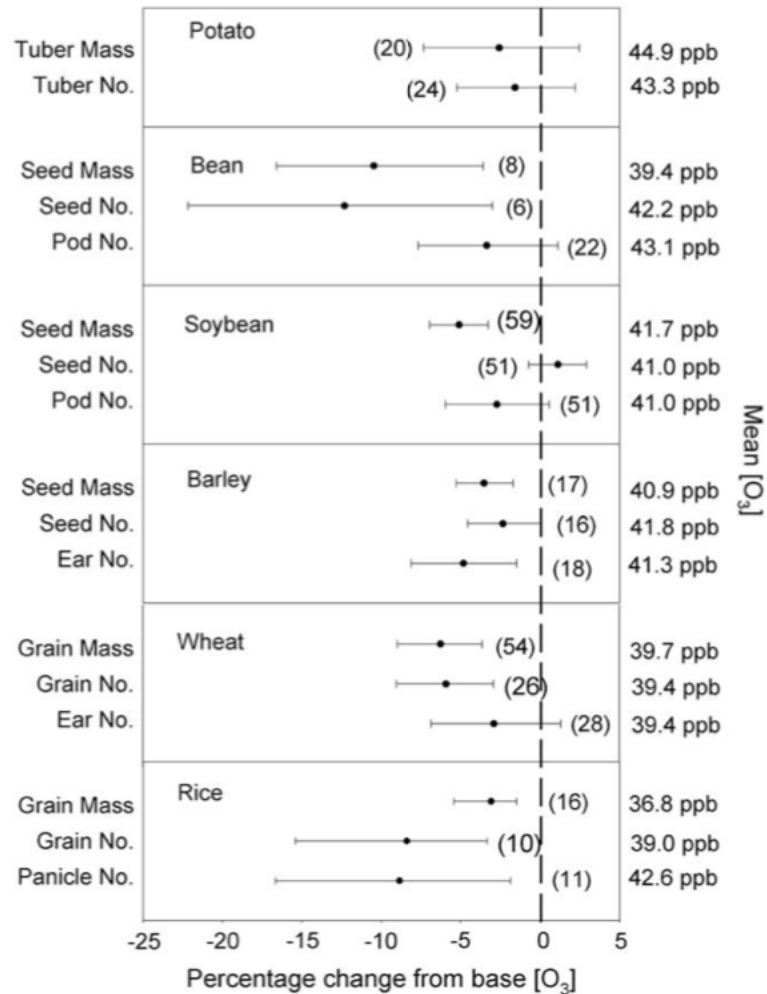 Potato
Tuber Mass (20) 44.9 ppb
Tuber No. (24) 43.3 ppb
Bean
Seed Mass (8) 39.4 ppb
Seed No. (6) 42.2 ppb
Pod No. (22) 43.1 ppb
Soybean
Seed Mass (59) 41.7 ppb
Seed No. (51) 41.0 ppb
Pod No. (51) 41.0 ppb
Barley
Seed Mass (17) 40.9 ppb
Seed No. (16) 41.8 ppb
Ear No. (18) 41.3 ppb
Wheat
Grain Mass (54) 39.7 ppb
Grain No. (26) 39.4 ppb
Ear No. (28) 39.4 ppb
Rice
Grain Mass (16) 36.8 ppb
Grain No. (10) 39.0 ppb
Panicle No. (11) 42.6 ppb
Mean [O₃]
-25 -20 -15 -10 -5 0 5
Percentage change from base [O₃]